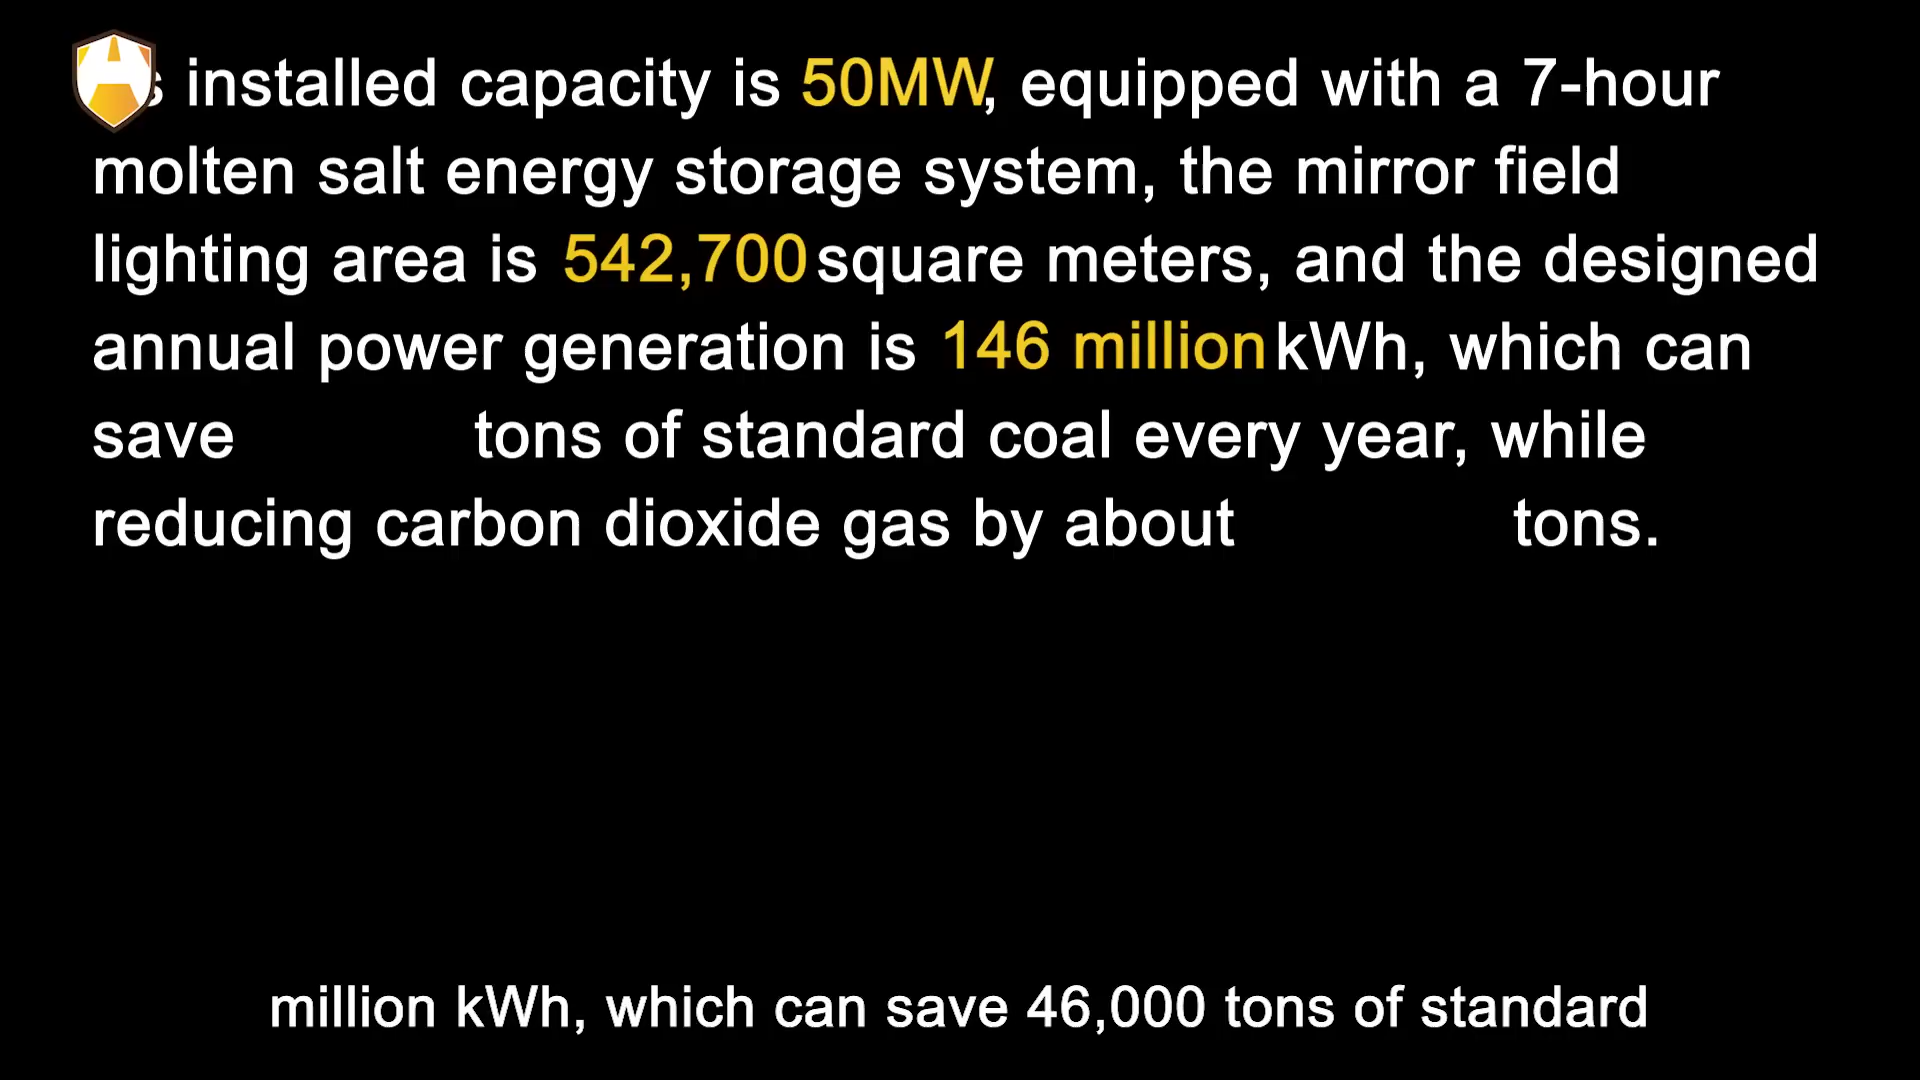 installed capacity is 50MW, equipped with a 7-hour
molten salt energy storage system, the mirror field
lighting area is 542,700 square meters, and the designed
annual power generation is 146 million kWh, which can
save tons of standard coal every year, while
reducing carbon dioxide gas by about tons.
million kWh, which can save 46,000 tons of standard